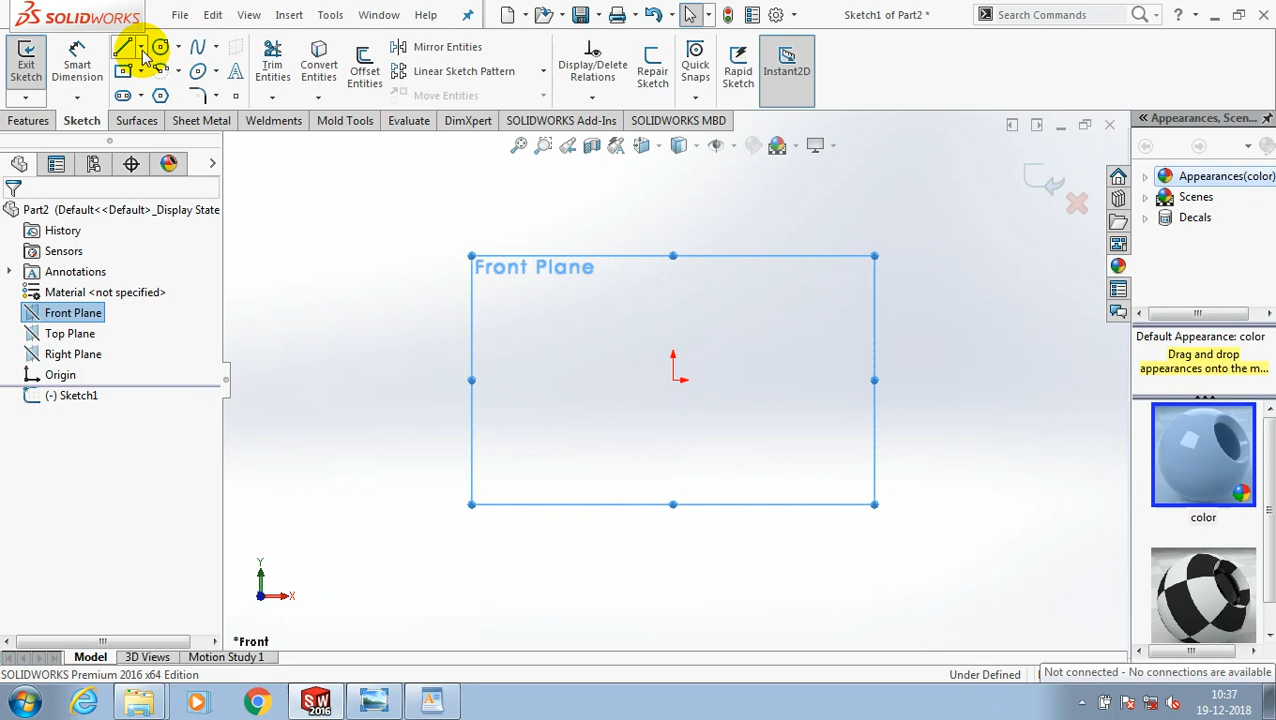 SOLIDWORKS File Edit View Insert Tools Window Help Sketch1 of Part2 Search Commands ?
Exit Sketch
Smart Dimension
Trim Entities
Convert Entities
Offset Entities
Mirror Entities
Linear Sketch Pattern
Move Entities
Display/Delete Relations
Repair Sketch
Quick Snaps
Rapid Sketch
Instant2D
Features Sketch Surfaces Sheet Metal Weldments Mold Tools Evaluate DimXpert SOLIDWORKS Add-Ins SOLIDWORKS MBD
Part2 (Default<<Default>_Display State
History
Sensors
Annotations
Material <not specified>
Front Plane
Top Plane
Right Plane
Origin
(-) Sketch1
Front Plane
Y
X
*Front
Appearances, Scen...
Appearances(color)
Scenes
Decals
Default Appearance: color
Drag and drop
appearances onto the m...
color
Model 3D Views Motion Study 1
SOLIDWORKS Premium 2016 x64 Edition
Under Defined
Not connected - No connections are available
SW
2016
10:37
19-12-2018